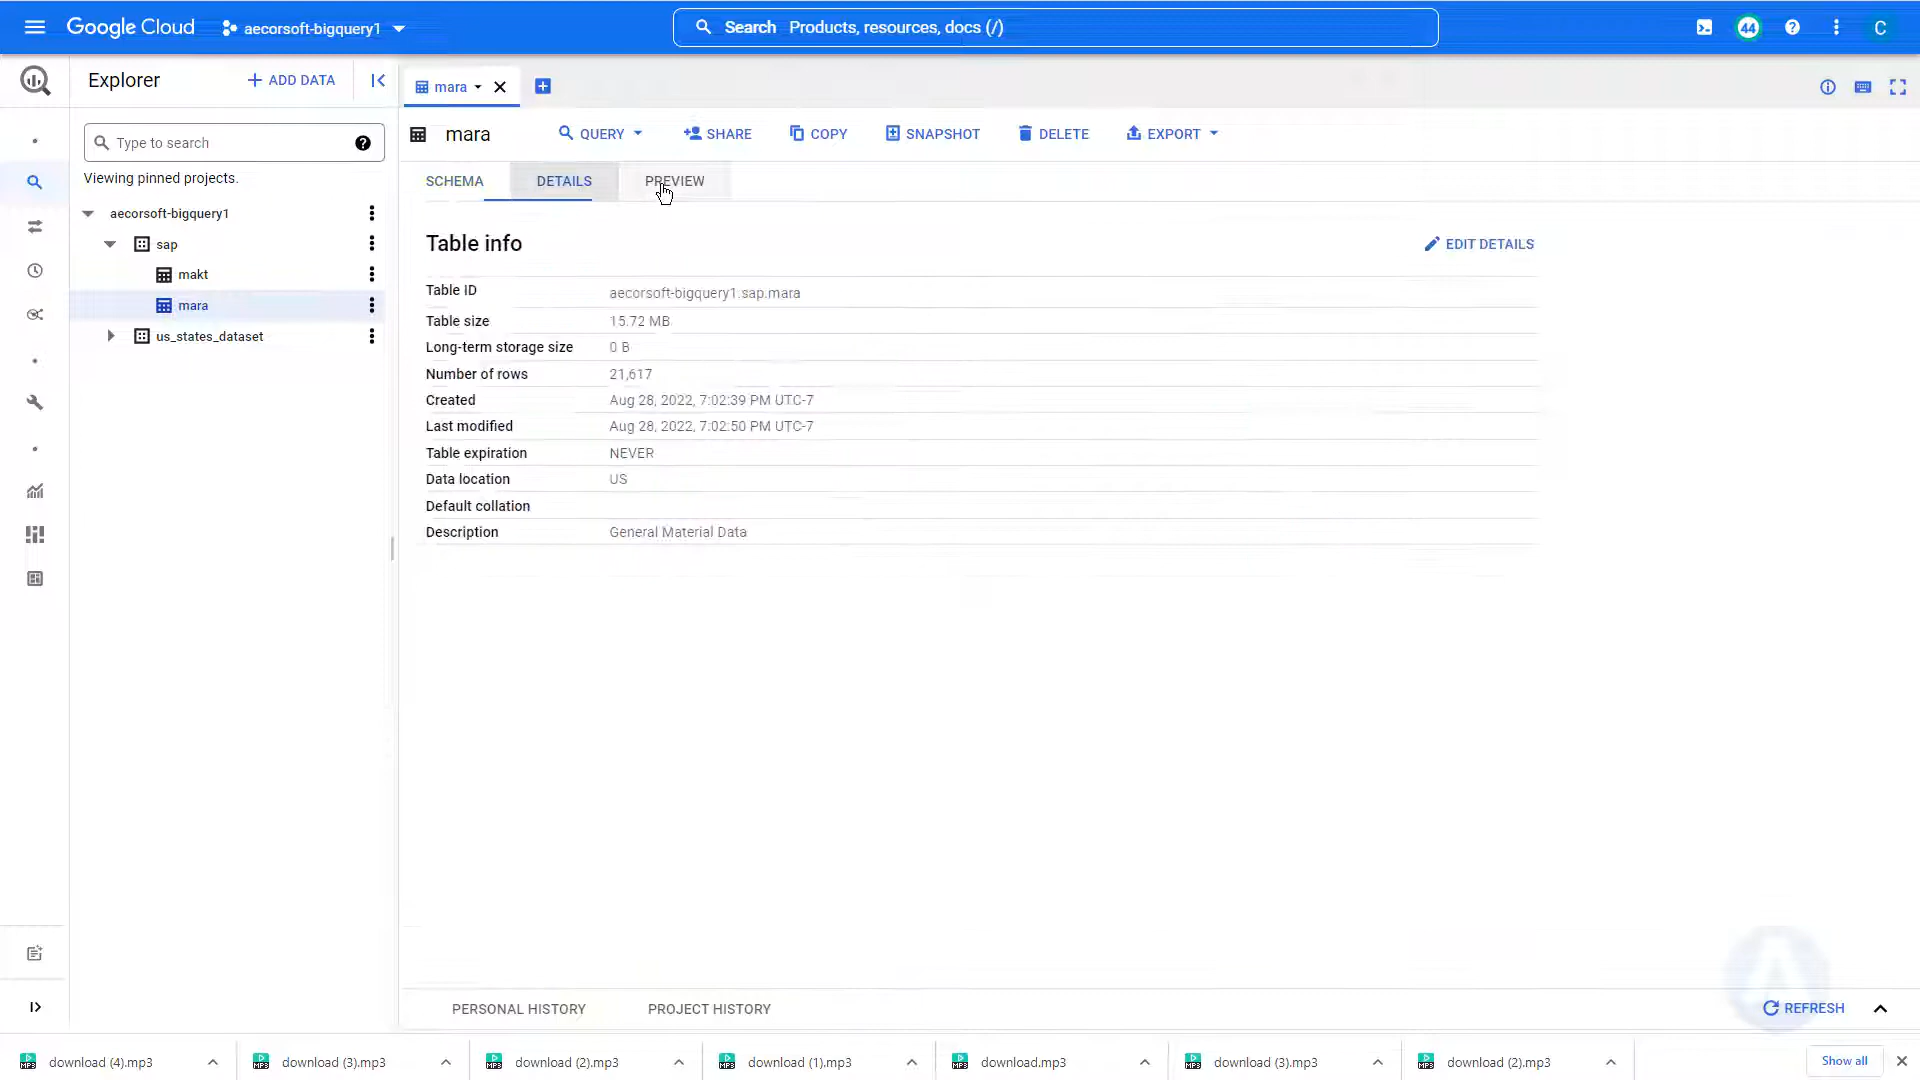 Google Cloud
aecorsoft-bigquery1
Search Products, resources, docs (/)
44
C
Explorer
ADD DATA
mara
mara
QUERY
SHARE
COPY
SNAPSHOT
DELETE
EXPORT
Type to search
Viewing pinned projects.
aecorsoft-bigquery1
sap
makt
mara
us_states_dataset
SCHEMA
DETAILS
PREVIEW
Table info
EDIT DETAILS
Table ID aecorsoft-bigquery1.sap.mara
Table size 15.72 MB
Long-term storage size 0 B
Number of rows 21,617
Created Aug 28, 2022, 7:02:39 PM UTC-7
Last modified Aug 28, 2022, 7:02:50 PM UTC-7
Table expiration NEVER
Data location US
Default collation
Description General Material Data
PERSONAL HISTORY
PROJECT HISTORY
REFRESH
download (4).mp3
download (3).mp3
download (2).mp3
download (1).mp3
download.mp3
download (3).mp3
download (2).mp3
Show all